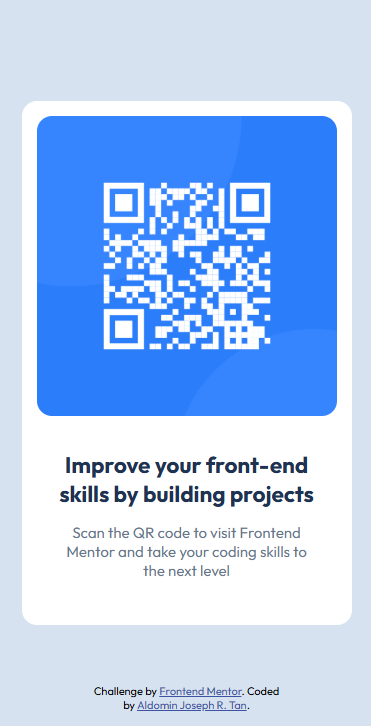 Improve your front-end
skills by building projects
Scan the QR code to visit Frontend
Mentor and take your coding skills to
the next level
Challenge by Frontend Mentor. Coded
by Aldomin Joseph R. Tan.